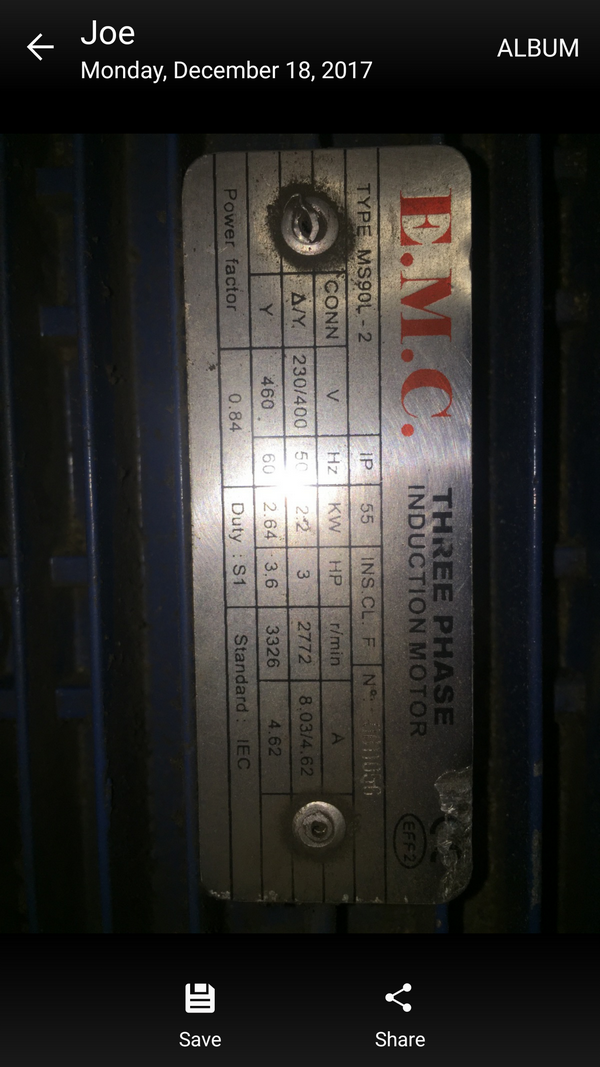 Joe
Monday, December 18, 2017
ALBUM
E.M.C.
THREE PHASE
INDUCTION MOTOR
EFF2
TYPE MS90L-2 IP 55 INS.CL. F Nº:
CONN V Hz KW HP r/min A
Δ/Y. 230/400 50 2.2 3 2772 8.03/4.62
Y 460 60 2.64 3.6 3326 4.62
Power factor 0.84 Duty : S1 Standard : IEC
Save
Share